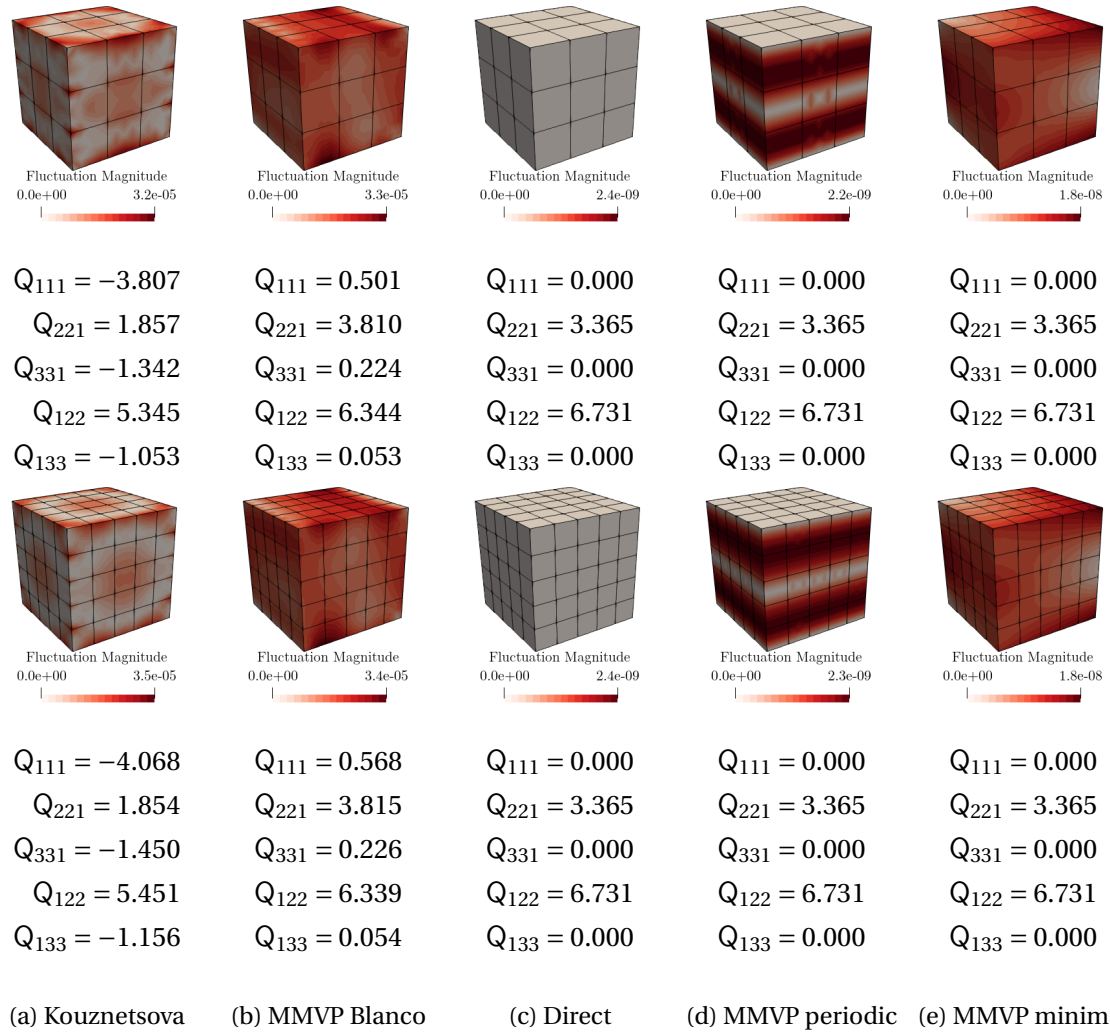 Fluctuation Magnitude
0.0e+00 3.2e-05
Fluctuation Magnitude
0.0e+00 3.3e-05
Fluctuation Magnitude
0.0e+00 2.4e-09
Fluctuation Magnitude
0.0e+00 2.2e-09
Fluctuation Magnitude
0.0e+00 1.8e-08
Q111 = −3.807
Q221 = 1.857
Q331 = −1.342
Q122 = 5.345
Q133 = −1.053
Q111 = 0.501
Q221 = 3.810
Q331 = 0.224
Q122 = 6.344
Q133 = 0.053
Q111 = 0.000
Q221 = 3.365
Q331 = 0.000
Q122 = 6.731
Q133 = 0.000
Q111 = 0.000
Q221 = 3.365
Q331 = 0.000
Q122 = 6.731
Q133 = 0.000
Q111 = 0.000
Q221 = 3.365
Q331 = 0.000
Q122 = 6.731
Q133 = 0.000
Fluctuation Magnitude
0.0e+00 3.5e-05
Fluctuation Magnitude
0.0e+00 3.4e-05
Fluctuation Magnitude
0.0e+00 2.4e-09
Fluctuation Magnitude
0.0e+00 2.3e-09
Fluctuation Magnitude
0.0e+00 1.8e-08
Q111 = −4.068
Q221 = 1.854
Q331 = −1.450
Q122 = 5.451
Q133 = −1.156
Q111 = 0.568
Q221 = 3.815
Q331 = 0.226
Q122 = 6.339
Q133 = 0.054
Q111 = 0.000
Q221 = 3.365
Q331 = 0.000
Q122 = 6.731
Q133 = 0.000
Q111 = 0.000
Q221 = 3.365
Q331 = 0.000
Q122 = 6.731
Q133 = 0.000
Q111 = 0.000
Q221 = 3.365
Q331 = 0.000
Q122 = 6.731
Q133 = 0.000
(a) Kouznetsova
(b) MMVP Blanco
(c) Direct
(d) MMVP periodic
(e) MMVP minim